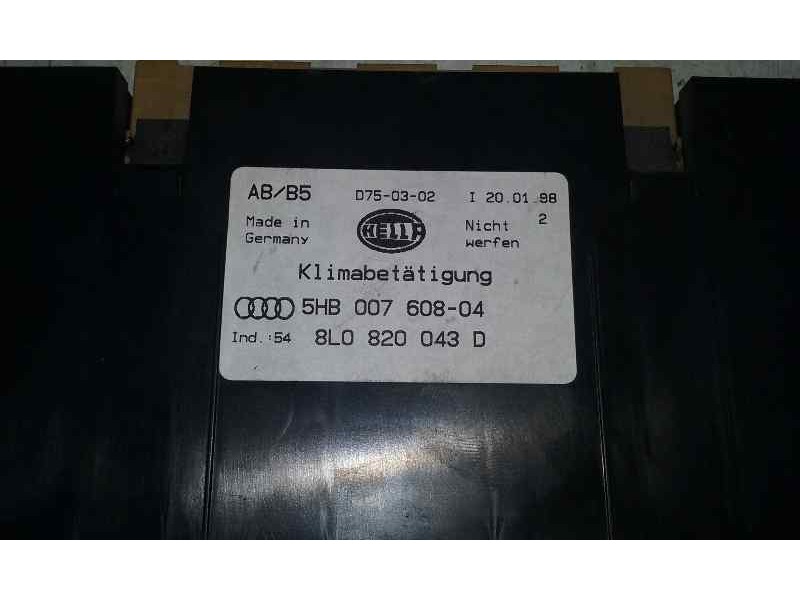 AB/B5 D75-03-02 I 20.01.98
Made in Germany
HELLA
Nicht werfen
2
Klimabetätigung
5HB 007 608-04
Ind.:54 8L0 820 043 D